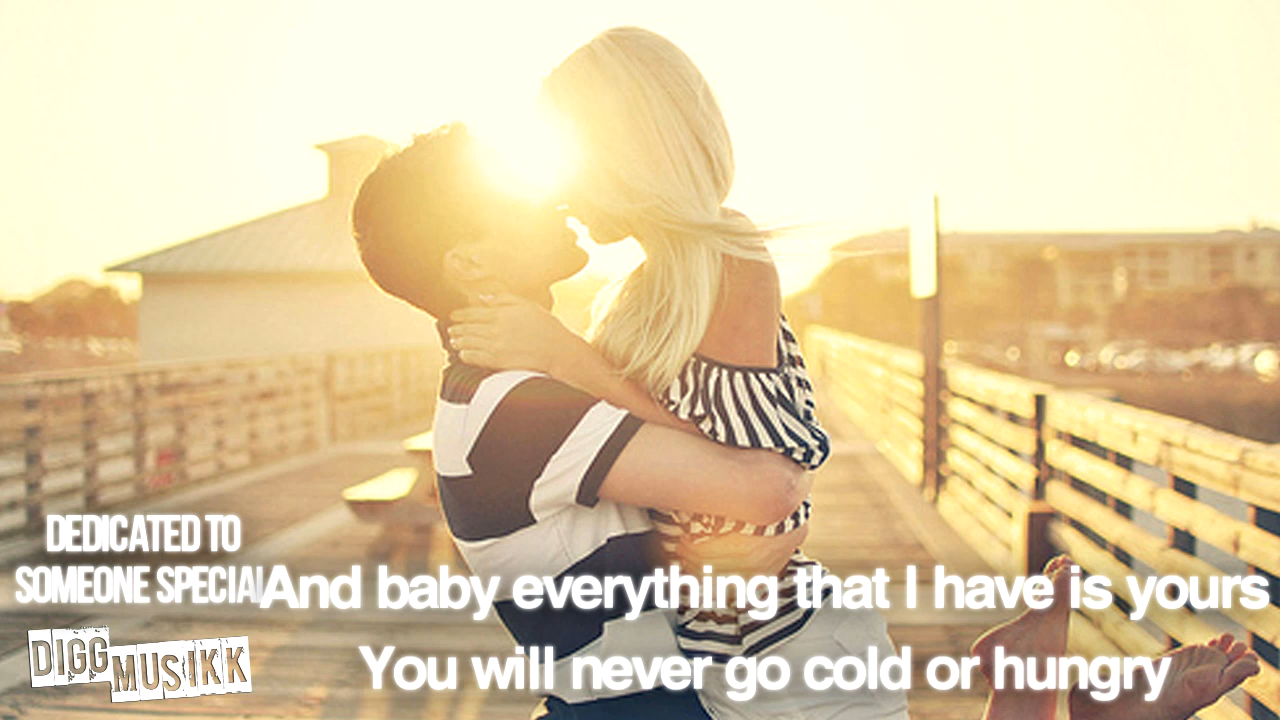 DEDICATED TO
SOMEONE SPECIAL
And baby everything that I have is yours
You will never go cold or hungry
DIGG MUSIKK